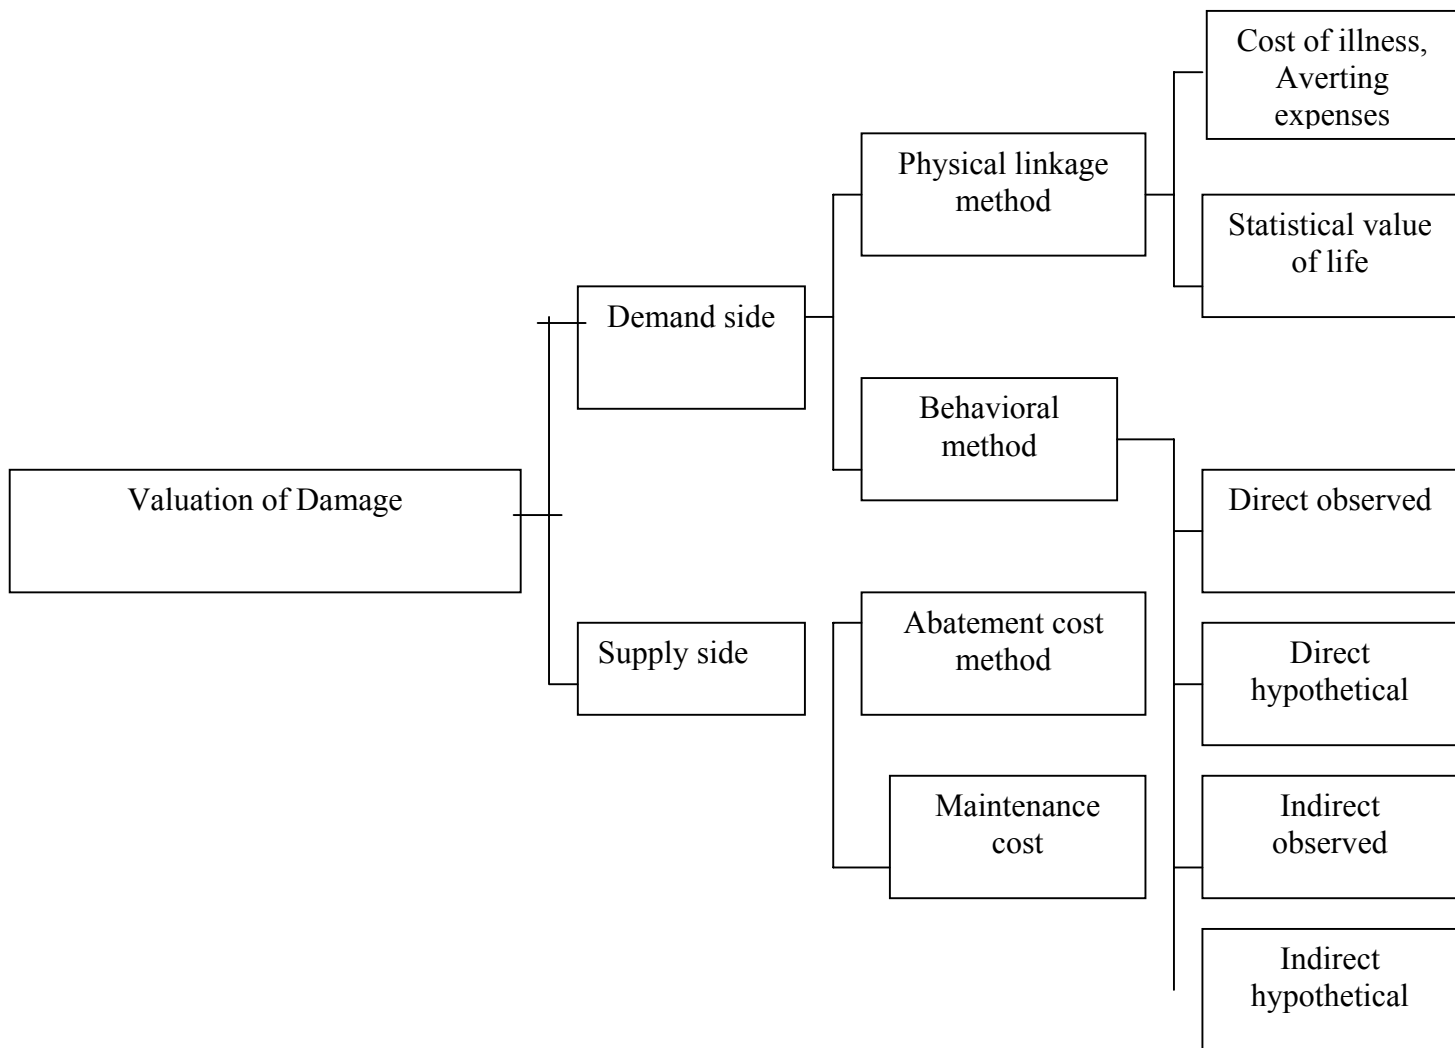 Cost of illness,
Averting
expenses
Physical linkage
method
Statistical value
of life
Demand side
Behavioral
method
Valuation of Damage
Direct observed
Abatement cost
method
Supply side
Direct
hypothetical
Maintenance
cost
Indirect
observed
Indirect
hypothetical